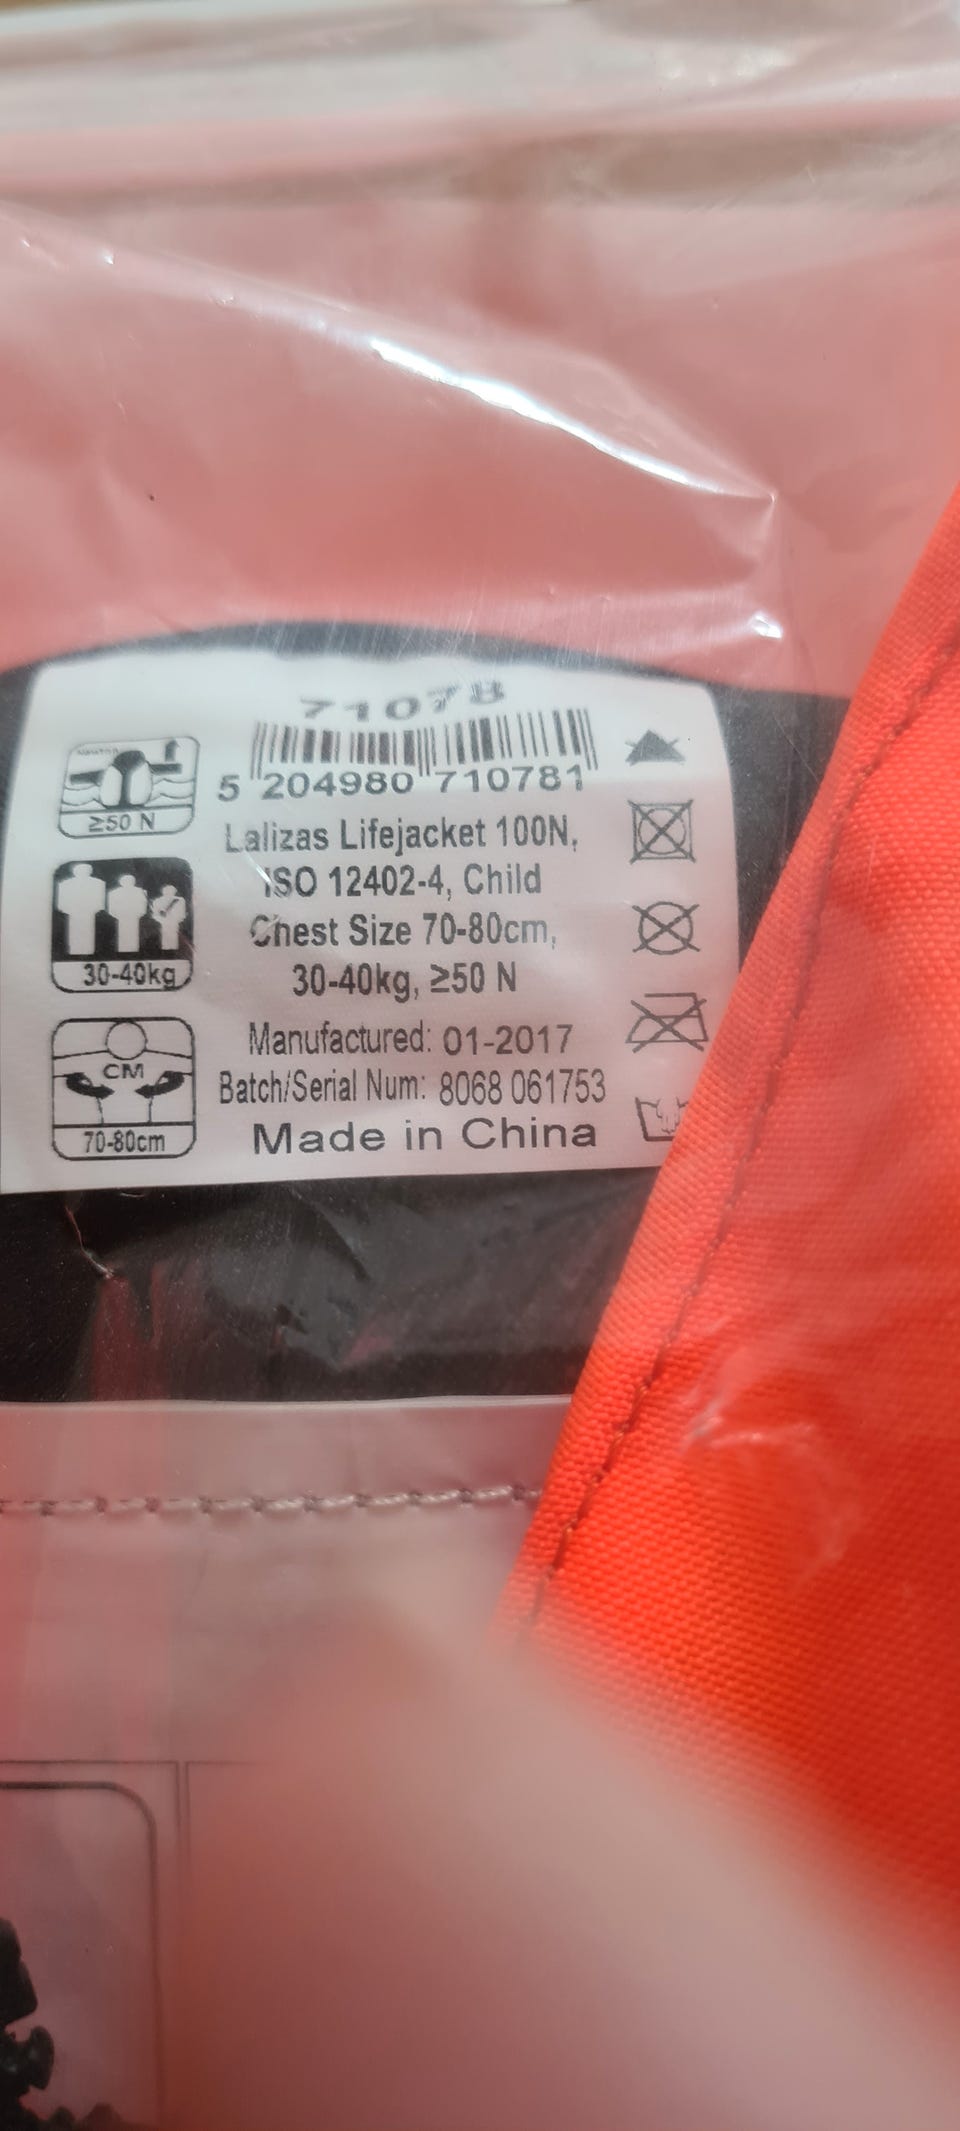 71078
5 204980 710781
Lalizas Lifejacket 100N,
ISO 12402-4, Child
Chest Size 70-80cm,
30-40kg, ≥50 N
Manufactured: 01-2017
Batch/Serial Num: 8068 061753
Made in China
≥50 N
30-40kg
CM
70-80cm